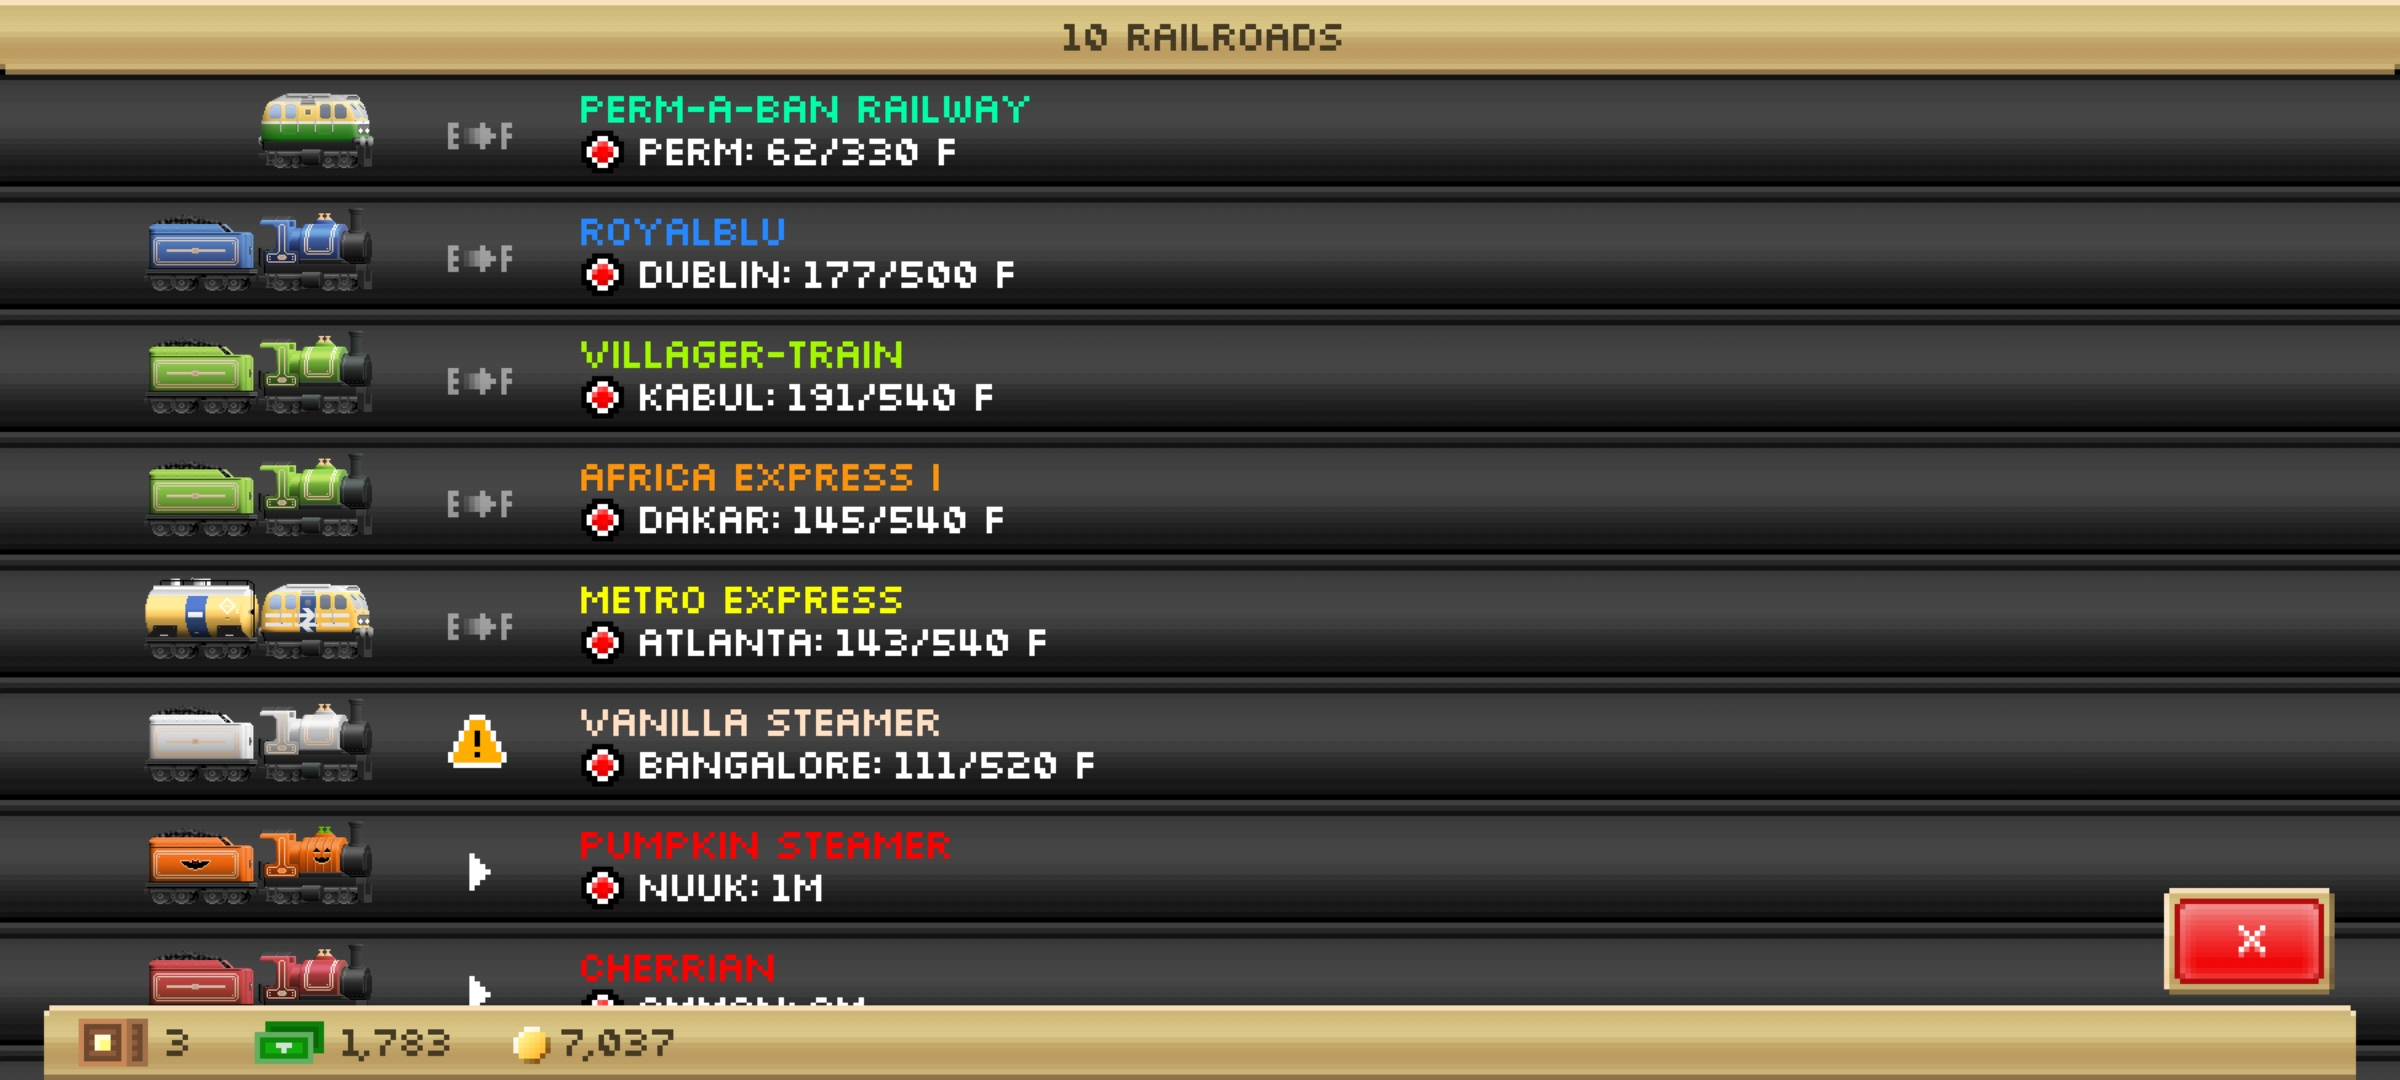 10 RAILROADS
E F
PERM-A-BAN RAILWAY
PERM: 62/330 F
E F
ROYALBLU
DUBLIN: 177/500 F
E F
VILLAGER-TRAIN
KABUL: 191/540 F
E F
AFRICA EXPRESS I
DAKAR: 145/540 F
E F
METRO EXPRESS
ATLANTA: 143/540 F
VANILLA STEAMER
BANGALORE: 111/520 F
PUMPKIN STEAMER
NUUK: 1M
CHERRIAN
X
3 1,783 7,037